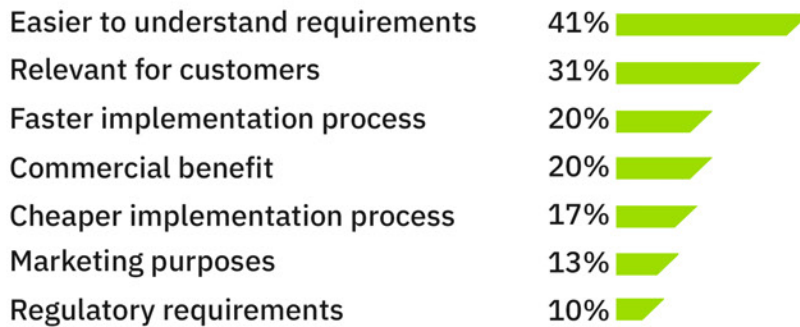 Easier to understand requirements 41%
Relevant for customers 31%
Faster implementation process 20%
Commercial benefit 20%
Cheaper implementation process 17%
Marketing purposes 13%
Regulatory requirements 10%